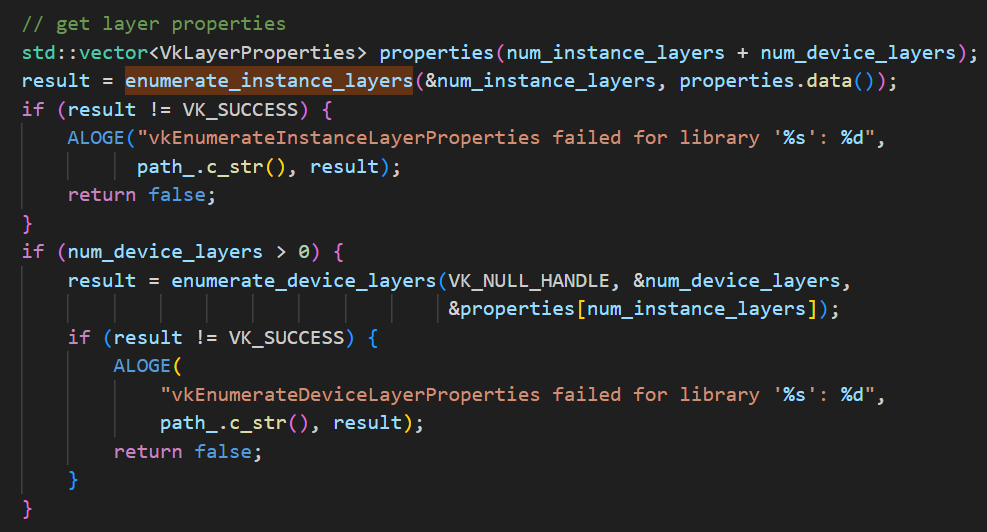 // get layer properties
std::vector<VkLayerProperties> properties(num_instance_layers + num_device_layers);
result = enumerate_instance_layers(&num_instance_layers, properties.data());
if (result != VK_SUCCESS) {
    ALOGE("vkEnumerateInstanceLayerProperties failed for library '%s': %d",
          path_.c_str(), result);
    return false;
}
if (num_device_layers > 0) {
    result = enumerate_device_layers(VK_NULL_HANDLE, &num_device_layers,
                                     &properties[num_instance_layers]);
    if (result != VK_SUCCESS) {
        ALOGE(
            "vkEnumerateDeviceLayerProperties failed for library '%s': %d",
            path_.c_str(), result);
        return false;
    }
}